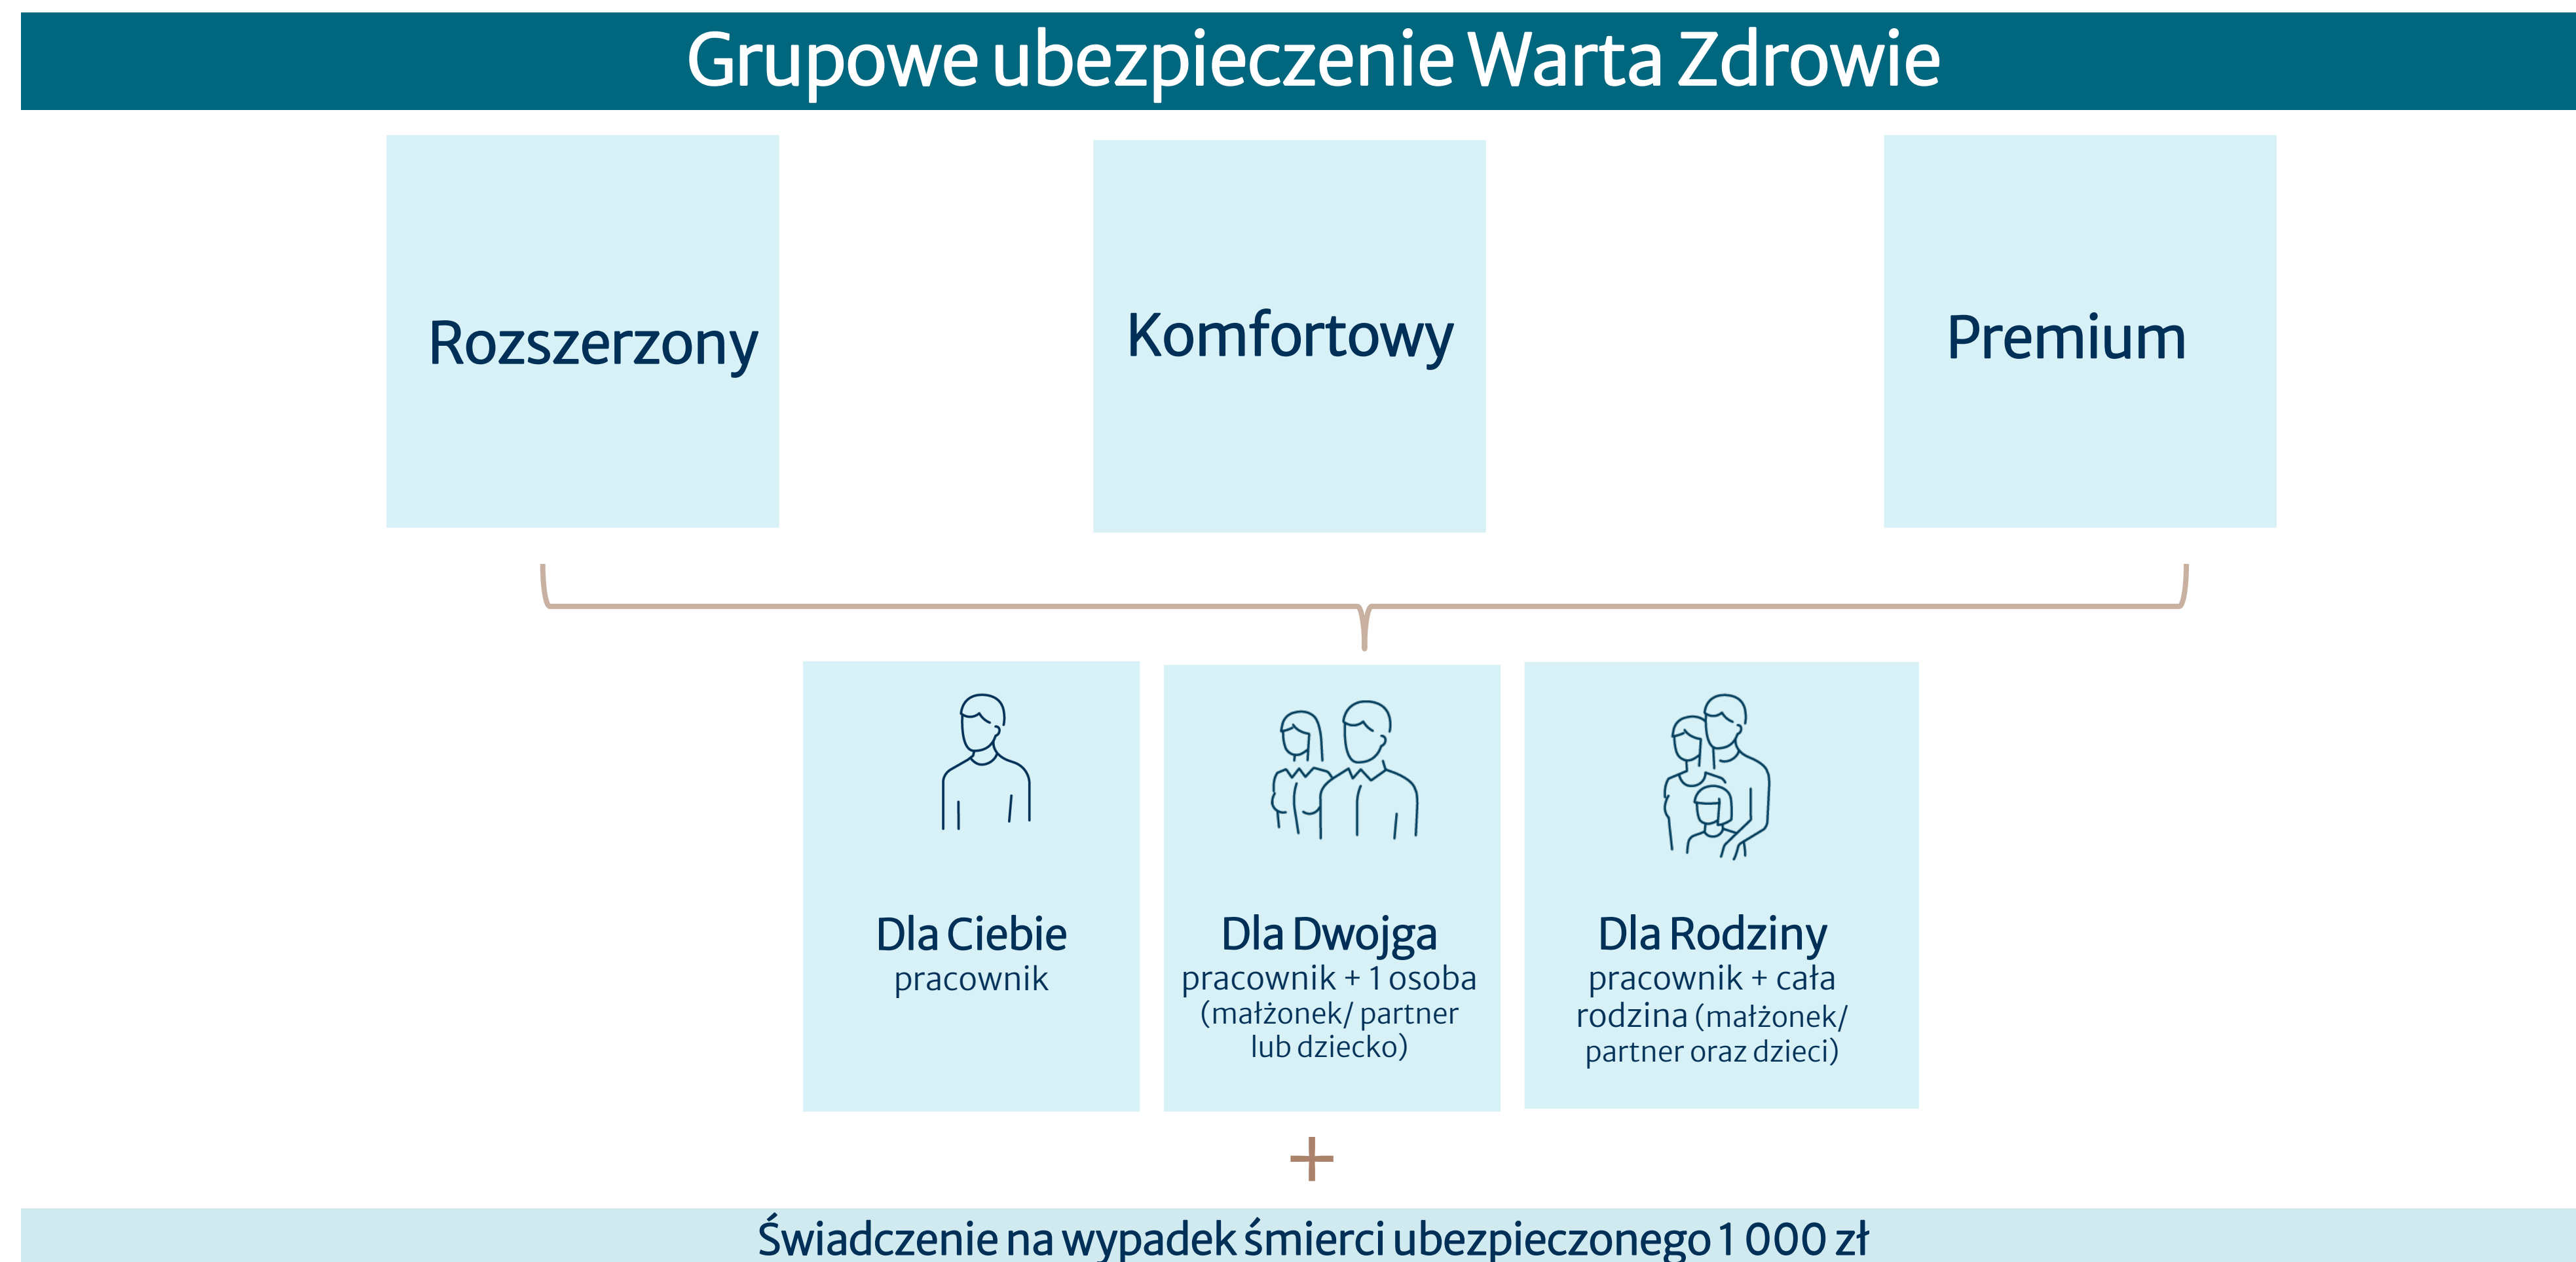 Grupowe ubezpieczenie Warta Zdrowie
Rozszerzony
Komfortowy
Premium
Dla Ciebie
pracownik
Dla Dwojga
pracownik + 1 osoba
(małżonek/ partner
lub dziecko)
Dla Rodziny
pracownik + cała
rodzina (małżonek/
partner oraz dzieci)
+
Świadczenie na wypadek śmierci ubezpieczonego 1 000 zł